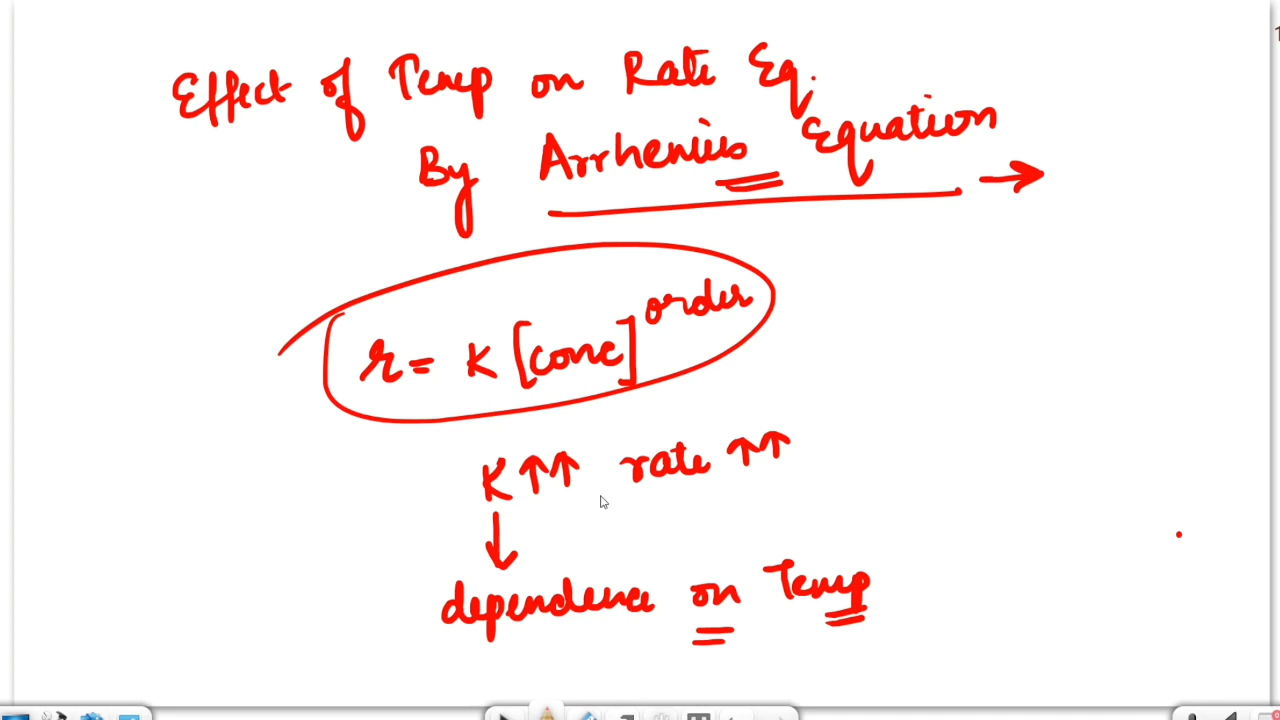 Effect of Temp on Rate Eq.
By Arrhenius Equation →
r = K [conc]^order
K ↑↑ rate ↑↑
↓
dependence on Temp